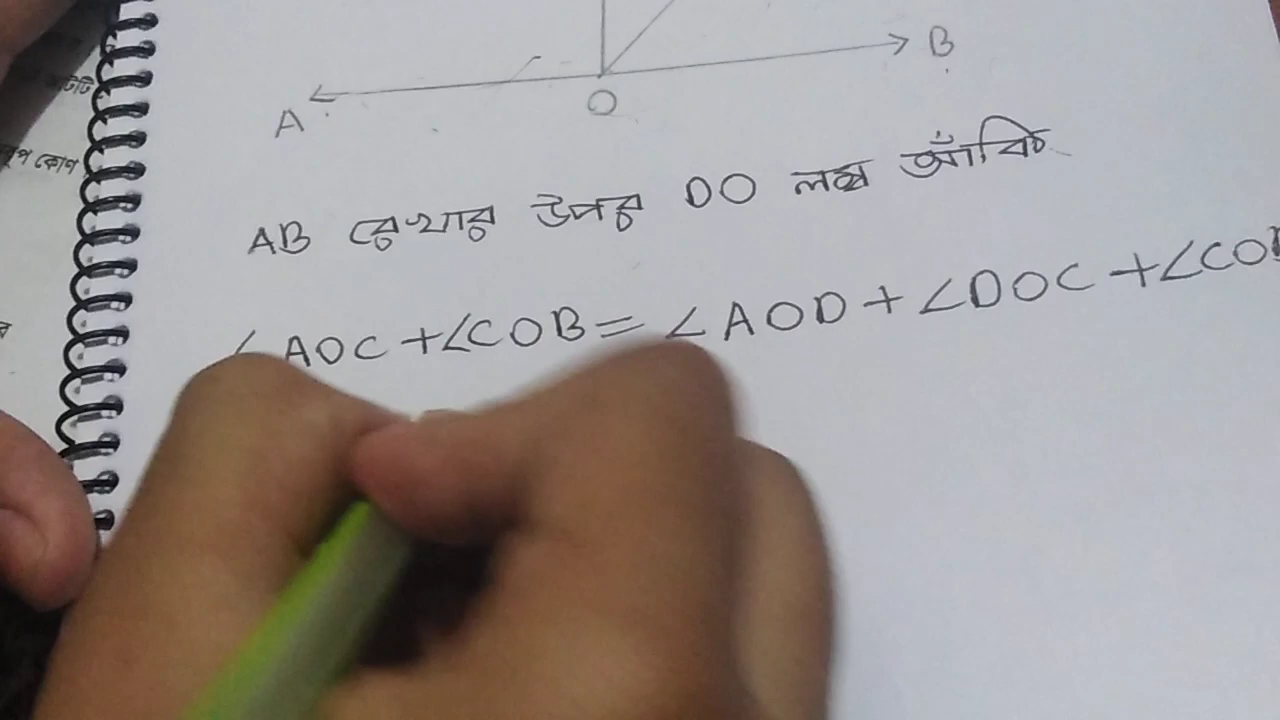 B
A
O
টিটি
রূপ কোণ
AB রেখার উপর DO লম্ব আঁকি
∠AOC +∠COB = ∠AOD + ∠DOC +∠CO